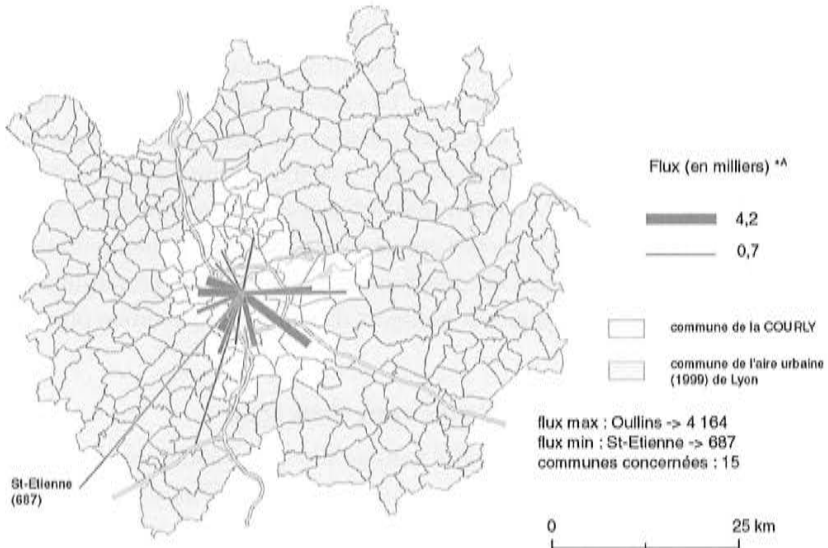 Flux (en milliers) *^
4,2
0,7
commune de la COURLY
commune de l'aire urbaine
(1999) de Lyon
flux max : Oullins -> 4 164
flux min : St-Etienne -> 687
communes concernées : 15
St-Etienne
(687)
0 25 km